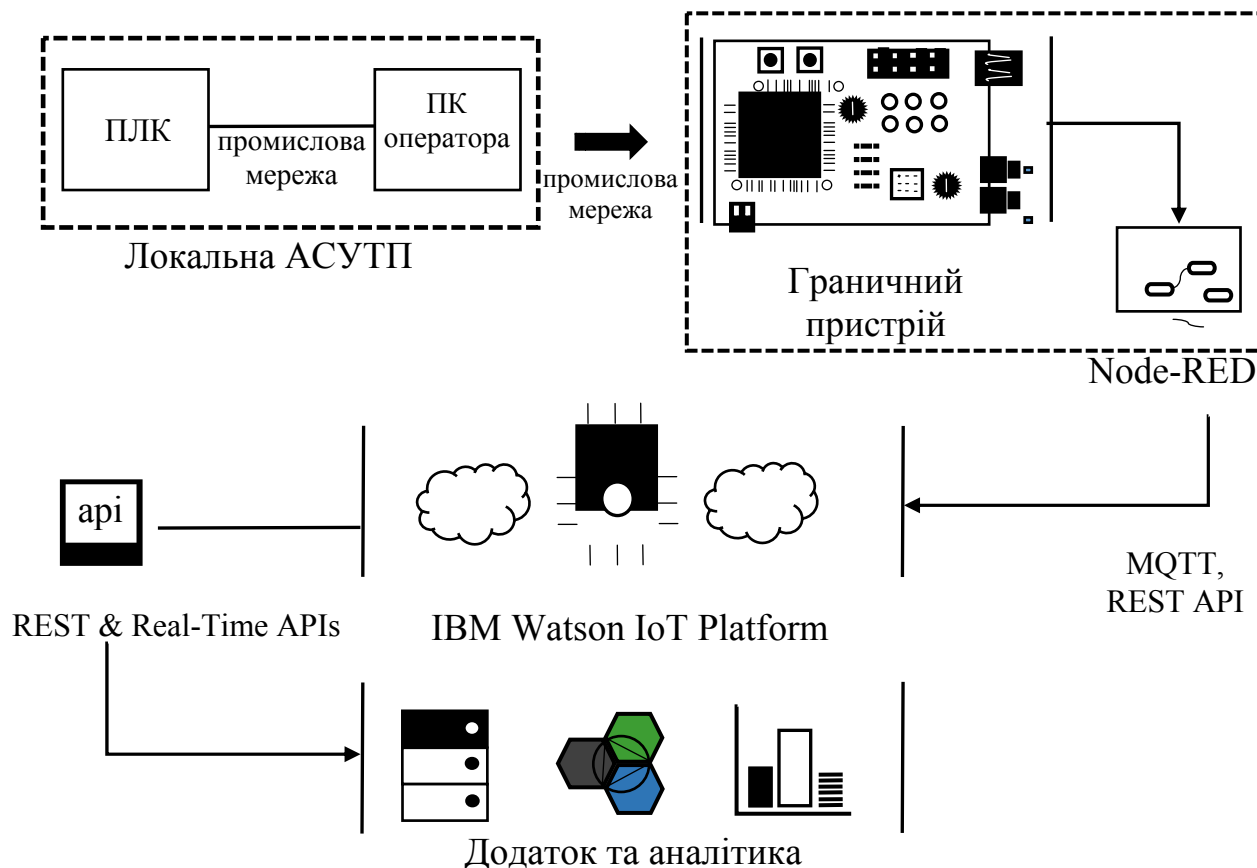 ПЛК
промислова
мережа
ПК
оператора
Локальна АСУТП
промислова
мережа
Граничний
пристрій
Node-RED
MQTT,
REST API
api
REST & Real-Time APIs
IBM Watson IoT Platform
Додаток та аналітика